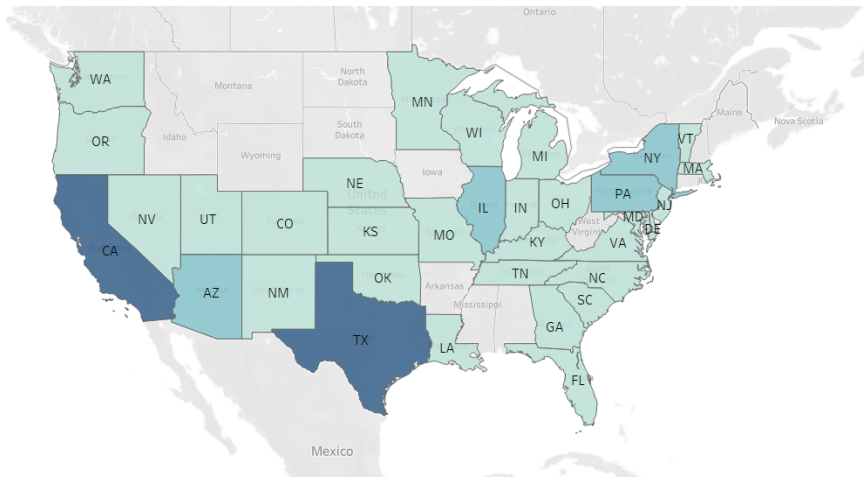 Ontario
WA
Montana
North
Dakota
MN
Maine
Nova Scotia
OR
Idaho
South
Dakota
WI
VT
Wyoming
MI
NY
MA
Iowa
NE
PA
United
States
NV
UT
CO
IL
IN
OH
NJ
MD
DE
KS
MO
West
Virginia
VA
CA
KY
OK
TN
NC
AZ
NM
Arkansas
SC
Mississippi
TX
GA
LA
FL
Mexico